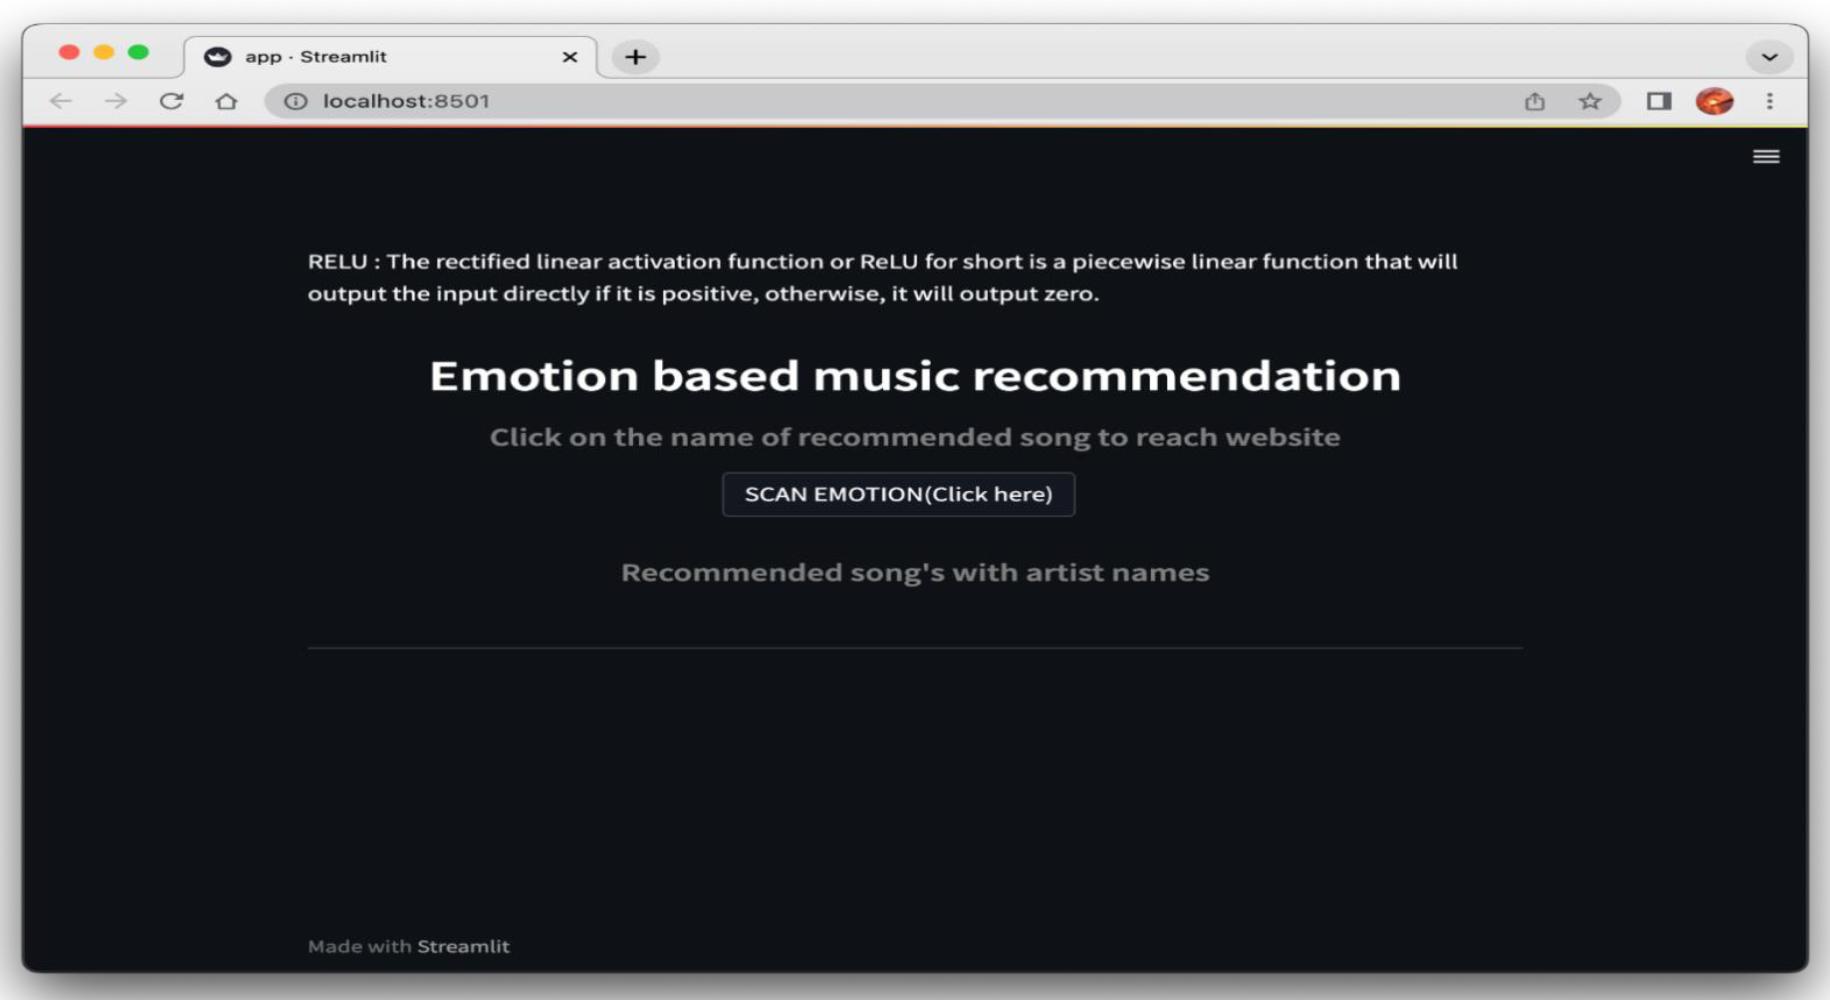 app · Streamlit
localhost:8501
RELU : The rectified linear activation function or ReLU for short is a piecewise linear function that will
output the input directly if it is positive, otherwise, it will output zero.
Emotion based music recommendation
Click on the name of recommended song to reach website
SCAN EMOTION(Click here)
Recommended song's with artist names
Made with Streamlit